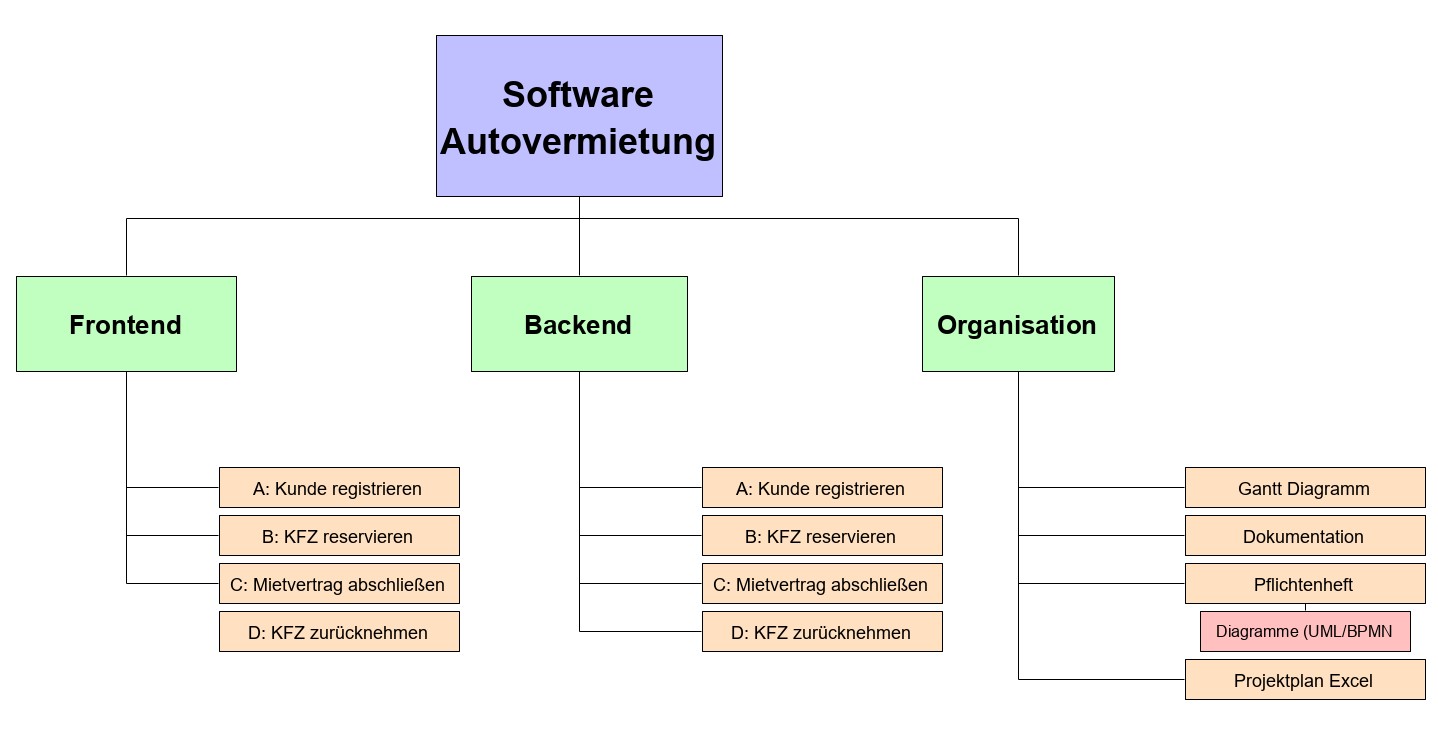 Software
Autovermietung
Frontend
Backend
Organisation
A: Kunde registrieren
B: KFZ reservieren
C: Mietvertrag abschließen
D: KFZ zurücknehmen
A: Kunde registrieren
B: KFZ reservieren
C: Mietvertrag abschließen
D: KFZ zurücknehmen
Gantt Diagramm
Dokumentation
Pflichtenheft
Diagramme (UML/BPMN
Projektplan Excel